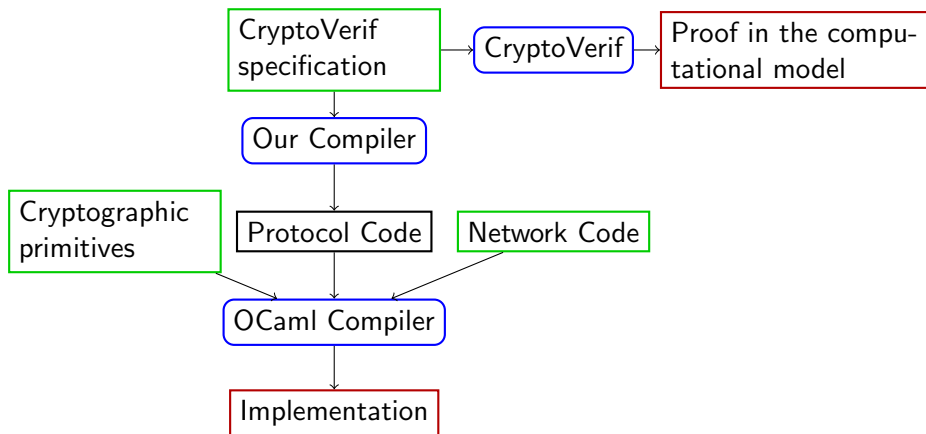 CryptoVerif
specification
CryptoVerif
Proof in the compu-
tational model
Our Compiler
Cryptographic
primitives
Protocol Code
Network Code
OCaml Compiler
Implementation